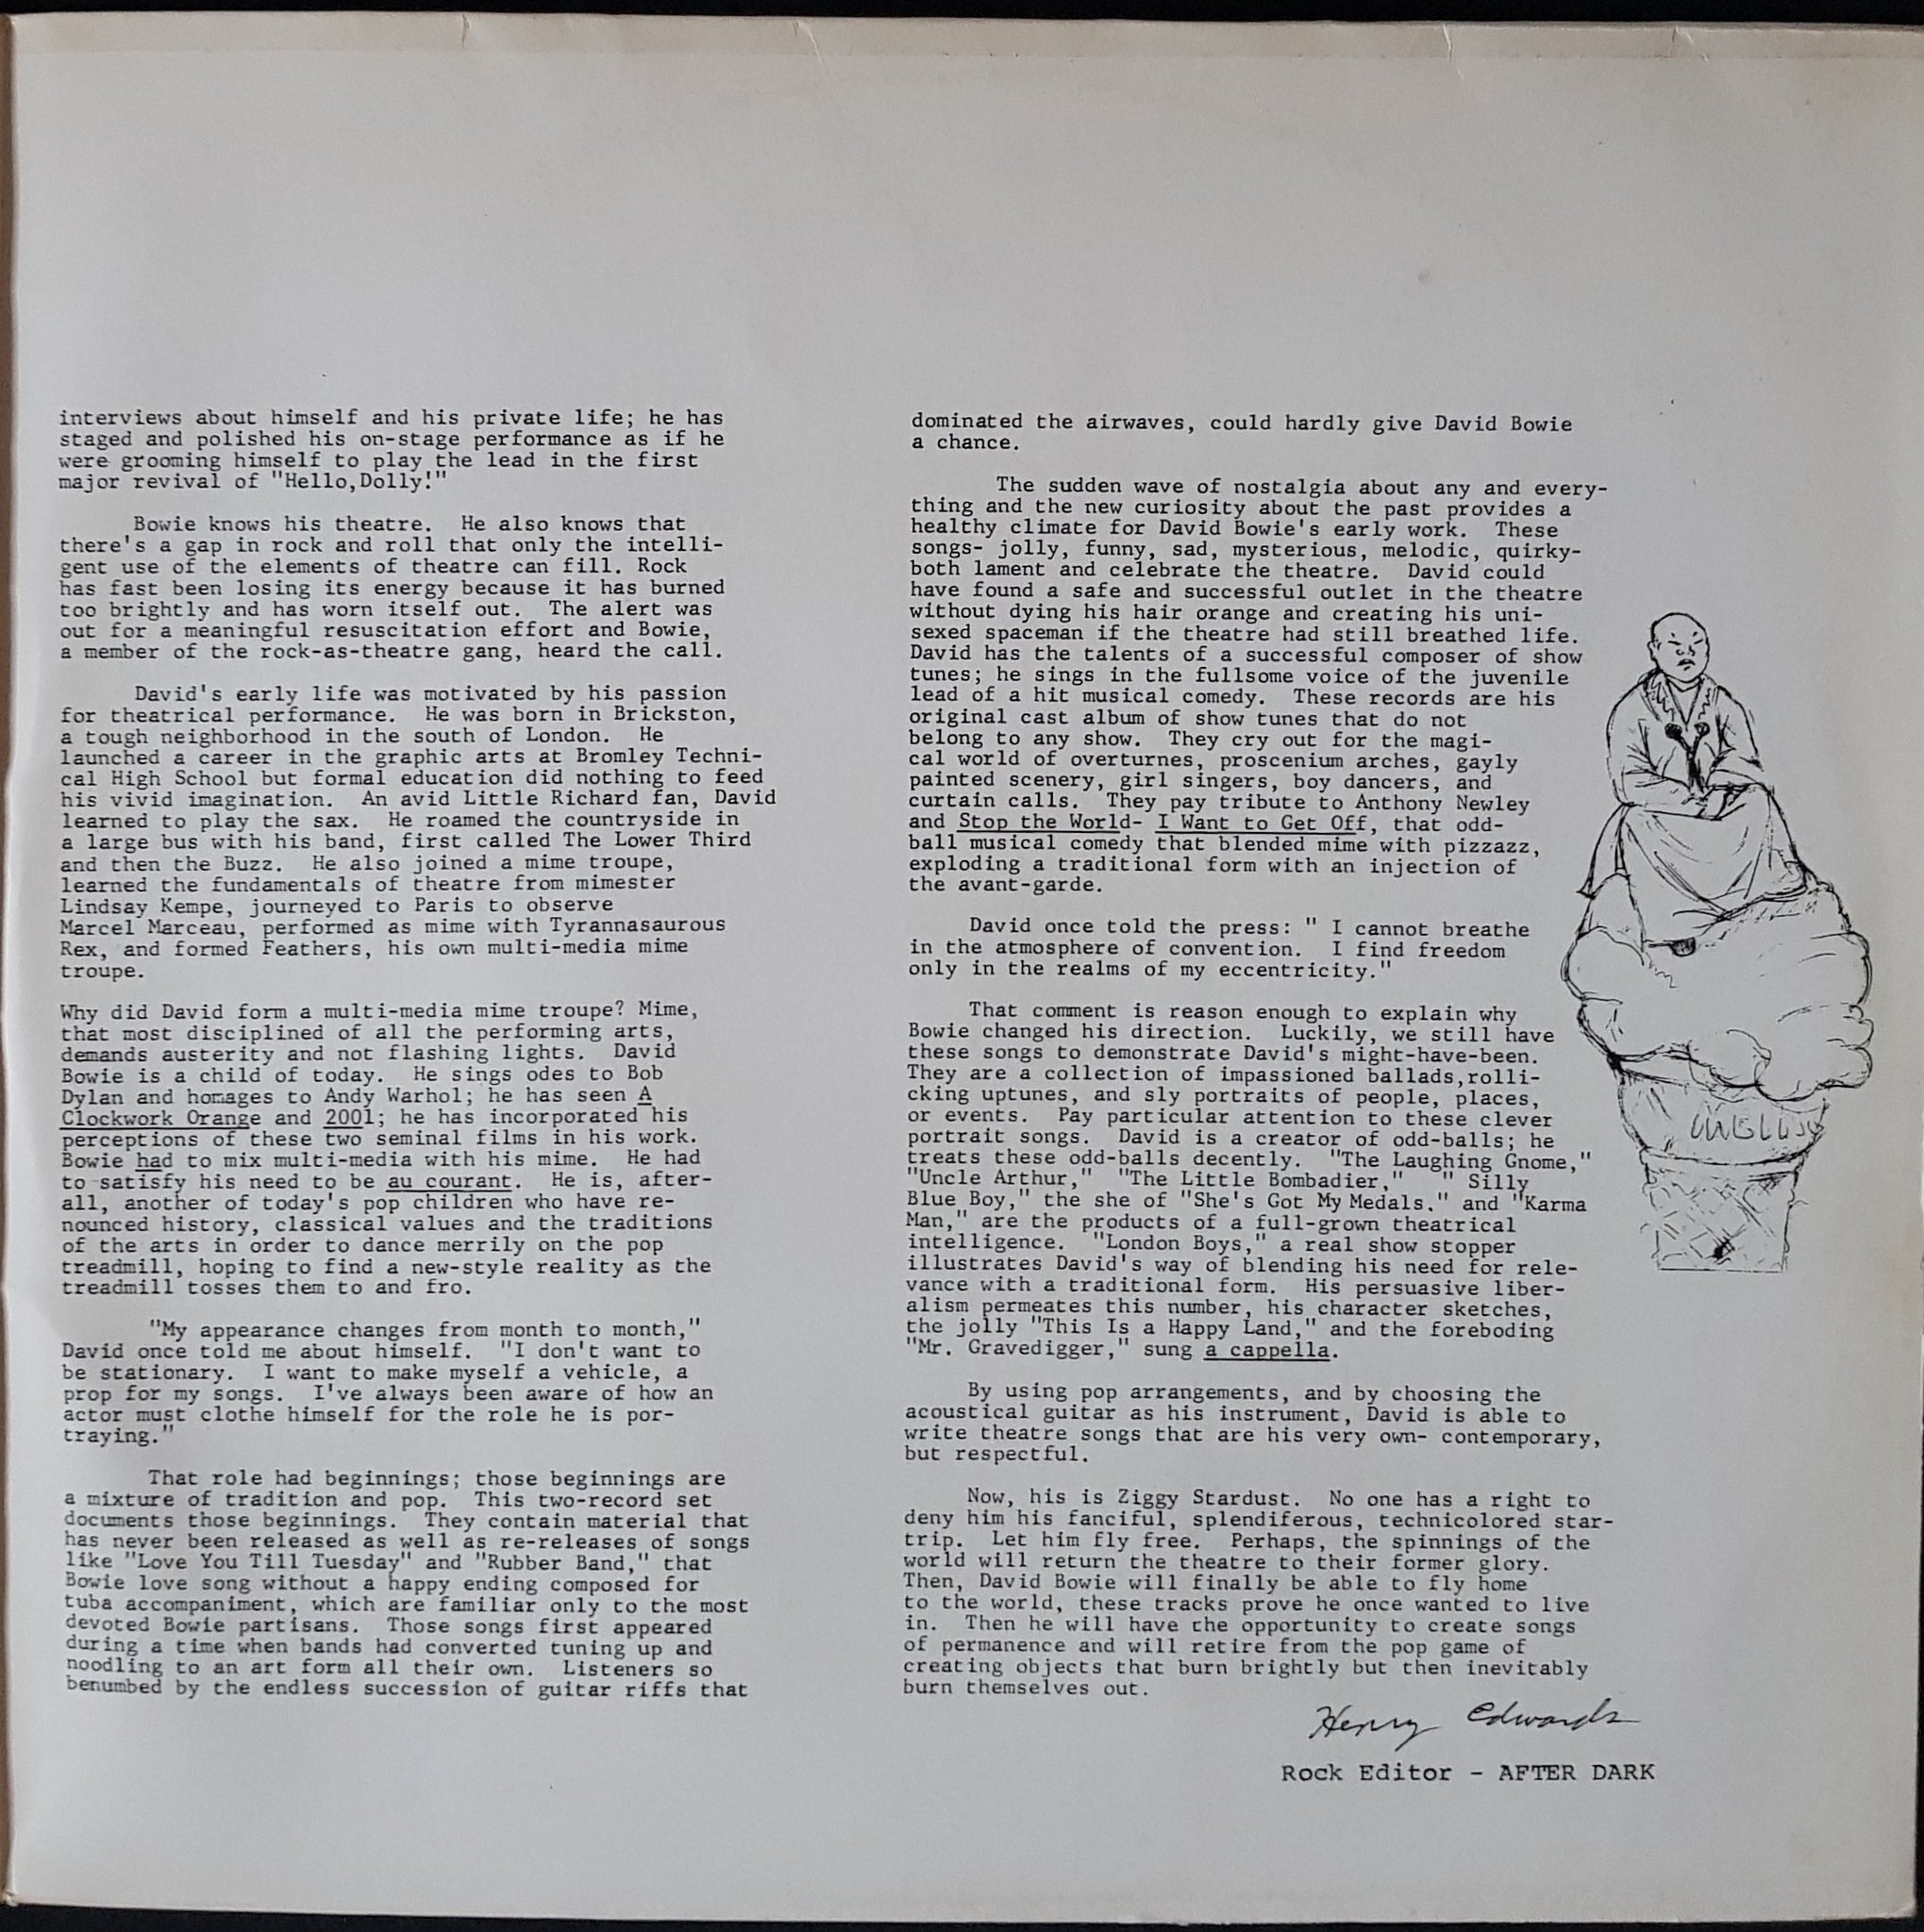 interviews about himself and his private life; he has
staged and polished his on-stage performance as if he
were grooming himself to play the lead in the first
major revival of "Hello,Dolly!"
Bowie knows his theatre. He also knows that
there's a gap in rock and roll that only the intelli-
gent use of the elements of theatre can fill. Rock
has fast been losing its energy because it has burned
too brightly and has worn itself out. The alert was
out for a meaningful resuscitation effort and Bowie,
a member of the rock-as-theatre gang, heard the call.
David's early life was motivated by his passion
for theatrical performance. He was born in Brickston,
a tough neighborhood in the south of London. He
launched a career in the graphic arts at Bromley Techni-
cal High School but formal education did nothing to feed
his vivid imagination. An avid Little Richard fan, David
learned to play the sax. He roamed the countryside in
a large bus with his band, first called The Lower Third
and then the Buzz. He also joined a mime troupe,
learned the fundamentals of theatre from mimester
Lindsay Kempe, journeyed to Paris to observe
Marcel Marceau, performed as mime with Tyrannasaurous
Rex, and formed Feathers, his own multi-media mime
troupe.
Why did David form a multi-media mime troupe? Mime,
that most disciplined of all the performing arts,
demands austerity and not flashing lights. David
Bowie is a child of today. He sings odes to Bob
Dylan and homages to Andy Warhol; he has seen A
Clockwork Orange and 2001; he has incorporated his
perceptions of these two seminal films in his work.
Bowie had to mix multi-media with his mime. He had
to satisfy his need to be au courant. He is, after-
all, another of today's pop children who have re-
nounced history, classical values and the traditions
of the arts in order to dance merrily on the pop
treadmill, hoping to find a new-style reality as the
treadmill tosses them to and fro.
"My appearance changes from month to month,"
David once told me about himself. "I don't want to
be stationary. I want to make myself a vehicle, a
prop for my songs. I've always been aware of how an
actor must clothe himself for the role he is por-
traying."
That role had beginnings; those beginnings are
a mixture of tradition and pop. This two-record set
documents those beginnings. They contain material that
has never been released as well as re-releases of songs
like "Love You Till Tuesday" and "Rubber Band," that
Bowie love song without a happy ending composed for
tuba accompaniment, which are familiar only to the most
devoted Bowie partisans. Those songs first appeared
during a time when bands had converted tuning up and
noodling to an art form all their own. Listeners so
benumbed by the endless succession of guitar riffs that
dominated the airwaves, could hardly give David Bowie
a chance.
The sudden wave of nostalgia about any and every-
thing and the new curiosity about the past provides a
healthy climate for David Bowie's early work. These
songs- jolly, funny, sad, mysterious, melodic, quirky-
both lament and celebrate the theatre. David could
have found a safe and successful outlet in the theatre
without dying his hair orange and creating his uni-
sexed spaceman if the theatre had still breathed life.
David has the talents of a successful composer of show
tunes; he sings in the fullsome voice of the juvenile
lead of a hit musical comedy. These records are his
original cast album of show tunes that do not
belong to any show. They cry out for the magi-
cal world of overturnes, proscenium arches, gayly
painted scenery, girl singers, boy dancers, and
curtain calls. They pay tribute to Anthony Newley
and Stop the World- I Want to Get Off, that odd-
ball musical comedy that blended mime with pizzazz,
exploding a traditional form with an injection of
the avant-garde.
David once told the press: " I cannot breathe
in the atmosphere of convention. I find freedom
only in the realms of my eccentricity."
That comment is reason enough to explain why
Bowie changed his direction. Luckily, we still have
these songs to demonstrate David's might-have-been.
They are a collection of impassioned ballads,rolli-
cking uptunes, and sly portraits of people, places,
or events. Pay particular attention to these clever
portrait songs. David is a creator of odd-balls; he
treats these odd-balls decently. "The Laughing Gnome,"
"Uncle Arthur," "The Little Bombadier," " Silly
Blue Boy," the she of "She's Got My Medals." and "Karma
Man," are the products of a full-grown theatrical
intelligence. "London Boys," a real show stopper
illustrates David's way of blending his need for rele-
vance with a traditional form. His persuasive liber-
alism permeates this number, his character sketches,
the jolly "This Is a Happy Land," and the foreboding
"Mr. Gravedigger," sung a cappella.
By using pop arrangements, and by choosing the
acoustical guitar as his instrument, David is able to
write theatre songs that are his very own- contemporary,
but respectful.
Now, his is Ziggy Stardust. No one has a right to
deny him his fanciful, splendiferous, technicolored star-
trip. Let him fly free. Perhaps, the spinnings of the
world will return the theatre to their former glory.
Then, David Bowie will finally be able to fly home
to the world, these tracks prove he once wanted to live
in. Then he will have the opportunity to create songs
of permanence and will retire from the pop game of
creating objects that burn brightly but then inevitably
burn themselves out.
Henry Edwards
Rock Editor - AFTER DARK